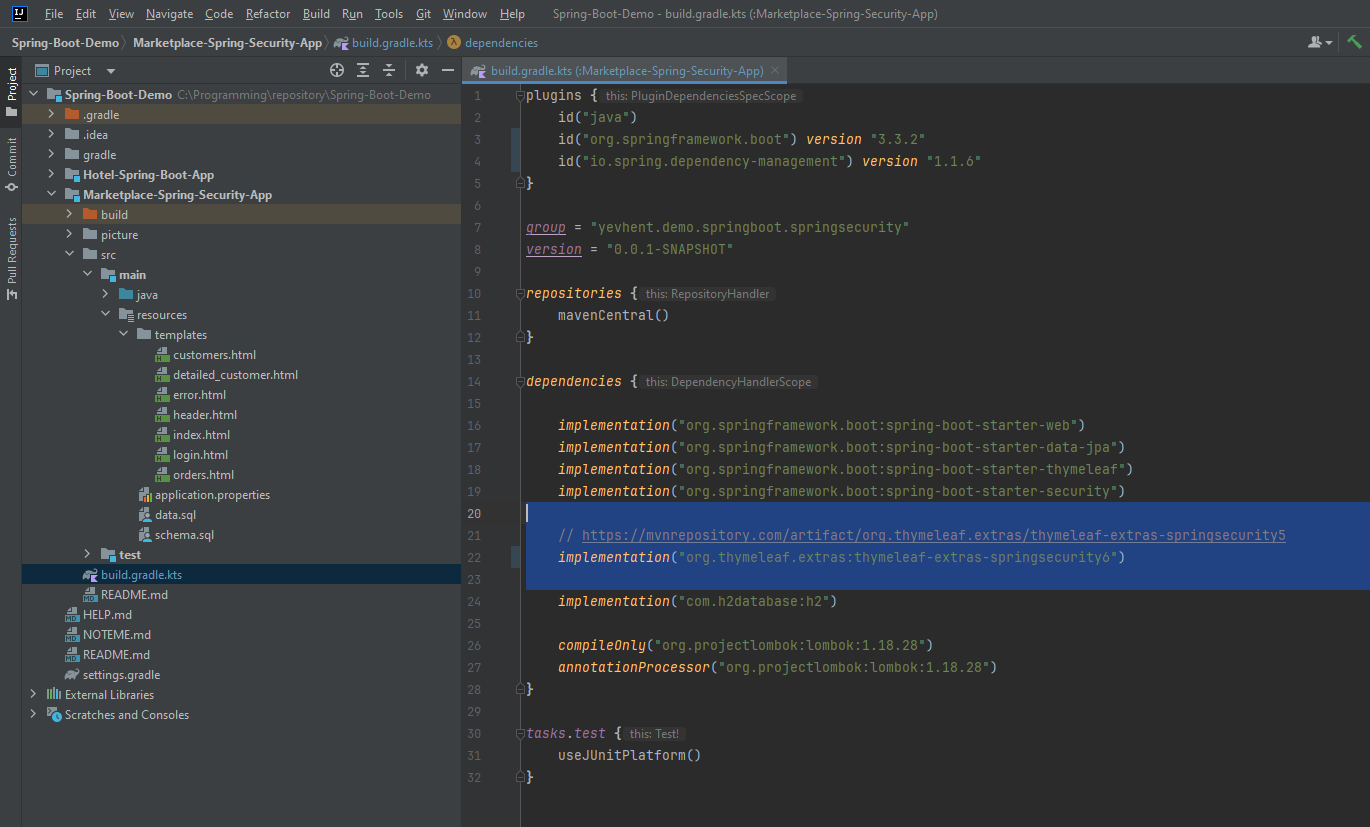 File Edit View Navigate Code Refactor Build Run Tools Git Window Help Spring-Boot-Demo - build.gradle.kts (:Marketplace-Spring-Security-App)
Spring-Boot-Demo Marketplace-Spring-Security-App build.gradle.kts dependencies
Project
Commit
Pull Requests
Project
Spring-Boot-Demo C:\Programming\repository\Spring-Boot-Demo
.gradle
.idea
gradle
Hotel-Spring-Boot-App
Marketplace-Spring-Security-App
build
picture
src
main
java
resources
templates
customers.html
detailed_customer.html
error.html
header.html
index.html
login.html
orders.html
application.properties
data.sql
schema.sql
test
build.gradle.kts
README.md
HELP.md
NOTEME.md
README.md
settings.gradle
External Libraries
Scratches and Consoles
build.gradle.kts (:Marketplace-Spring-Security-App)
1 plugins { this: PluginDependenciesSpecScope
2 id("java")
3 id("org.springframework.boot") version "3.3.2"
4 id("io.spring.dependency-management") version "1.1.6"
5 }
6
7 group = "yevhent.demo.springboot.springsecurity"
8 version = "0.0.1-SNAPSHOT"
9
10 repositories { this: RepositoryHandler
11 mavenCentral()
12 }
13
14 dependencies { this: DependencyHandlerScope
15
16 implementation("org.springframework.boot:spring-boot-starter-web")
17 implementation("org.springframework.boot:spring-boot-starter-data-jpa")
18 implementation("org.springframework.boot:spring-boot-starter-thymeleaf")
19 implementation("org.springframework.boot:spring-boot-starter-security")
20
21 // https://mvnrepository.com/artifact/org.thymeleaf.extras/thymeleaf-extras-springsecurity5
22 implementation("org.thymeleaf.extras:thymeleaf-extras-springsecurity6")
23
24 implementation("com.h2database:h2")
25
26 compileOnly("org.projectlombok:lombok:1.18.28")
27 annotationProcessor("org.projectlombok:lombok:1.18.28")
28 }
29
30 tasks.test { this: Test!
31 useJUnitPlatform()
32 }